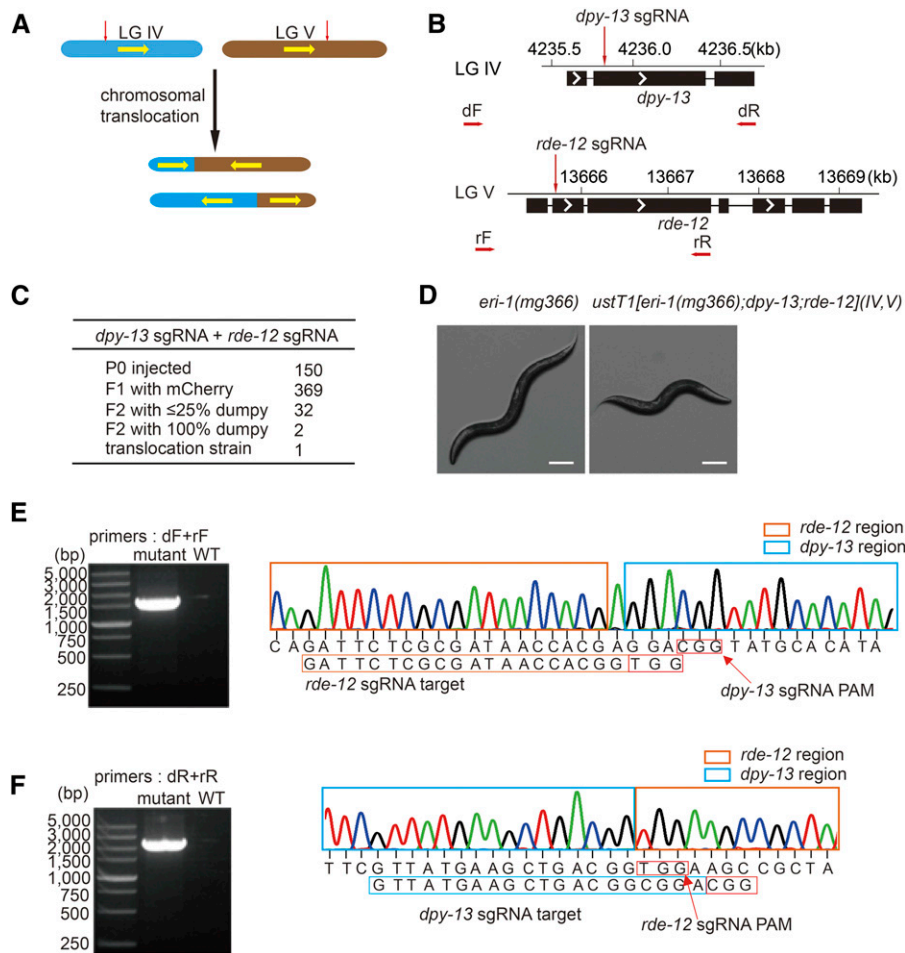 A
LG IV
LG V
chromosomal
translocation
B
dpy-13 sgRNA
4235.5 4236.0 4236.5(kb)
LG IV
dpy-13
dF
dR
rde-12 sgRNA
13666 13667 13668 13669(kb)
LG V
rde-12
rF
rR
C
dpy-13 sgRNA + rde-12 sgRNA
P0 injected 150
F1 with mCherry 369
F2 with ≤25% dumpy 32
F2 with 100% dumpy 2
translocation strain 1
D
eri-1(mg366)
ustT1[eri-1(mg366);dpy-13;rde-12](IV,V)
E
primers : dF+rF
(bp) mutant WT
5,000
3,000
2,000
1,500
1,000
750
500
250
rde-12 region
dpy-13 region
CAGATTCTCGCGATAACCACGAGGACGGTATGCACATA
GATTCTCGCGATAACCACGGTGG
rde-12 sgRNA target
dpy-13 sgRNA PAM
F
primers : dR+rR
(bp) mutant WT
5,000
3,000
2,000
1,500
1,000
750
500
250
rde-12 region
dpy-13 region
TTCGTTATGAAGCTGACGGTGGAAGCCGCTA
GTTATGAAGCTGACGGCGGACGG
dpy-13 sgRNA target
rde-12 sgRNA PAM